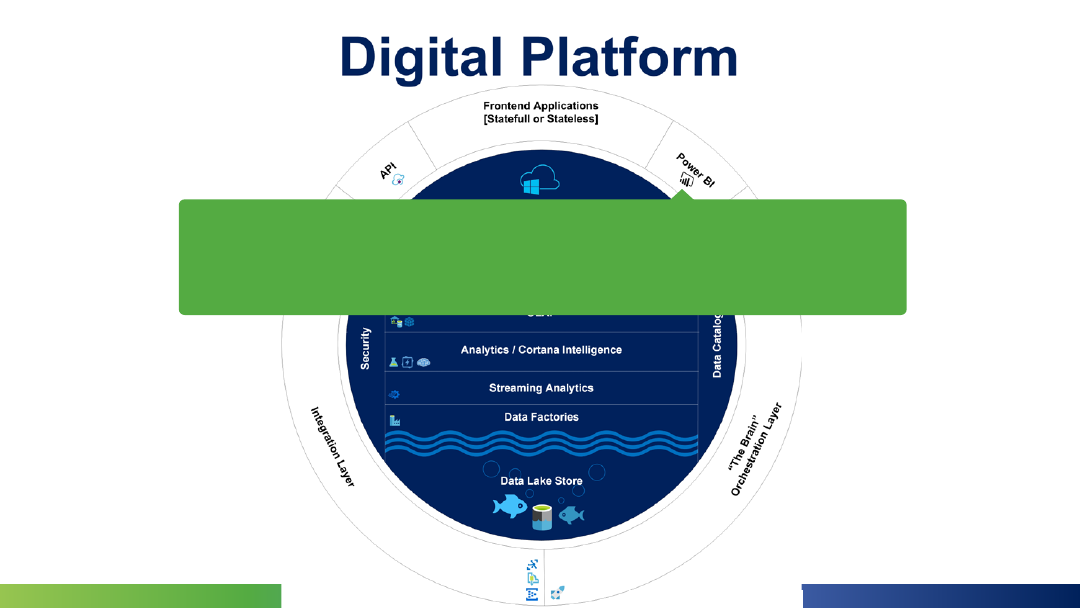 Digital Platform
Frontend Applications
[Statefull or Stateless]
API
Power BI
Security
Data Catalog
Analytics / Cortana Intelligence
Streaming Analytics
Data Factories
Integration Layer
"The Brain"
Orchestration Layer
Data Lake Store